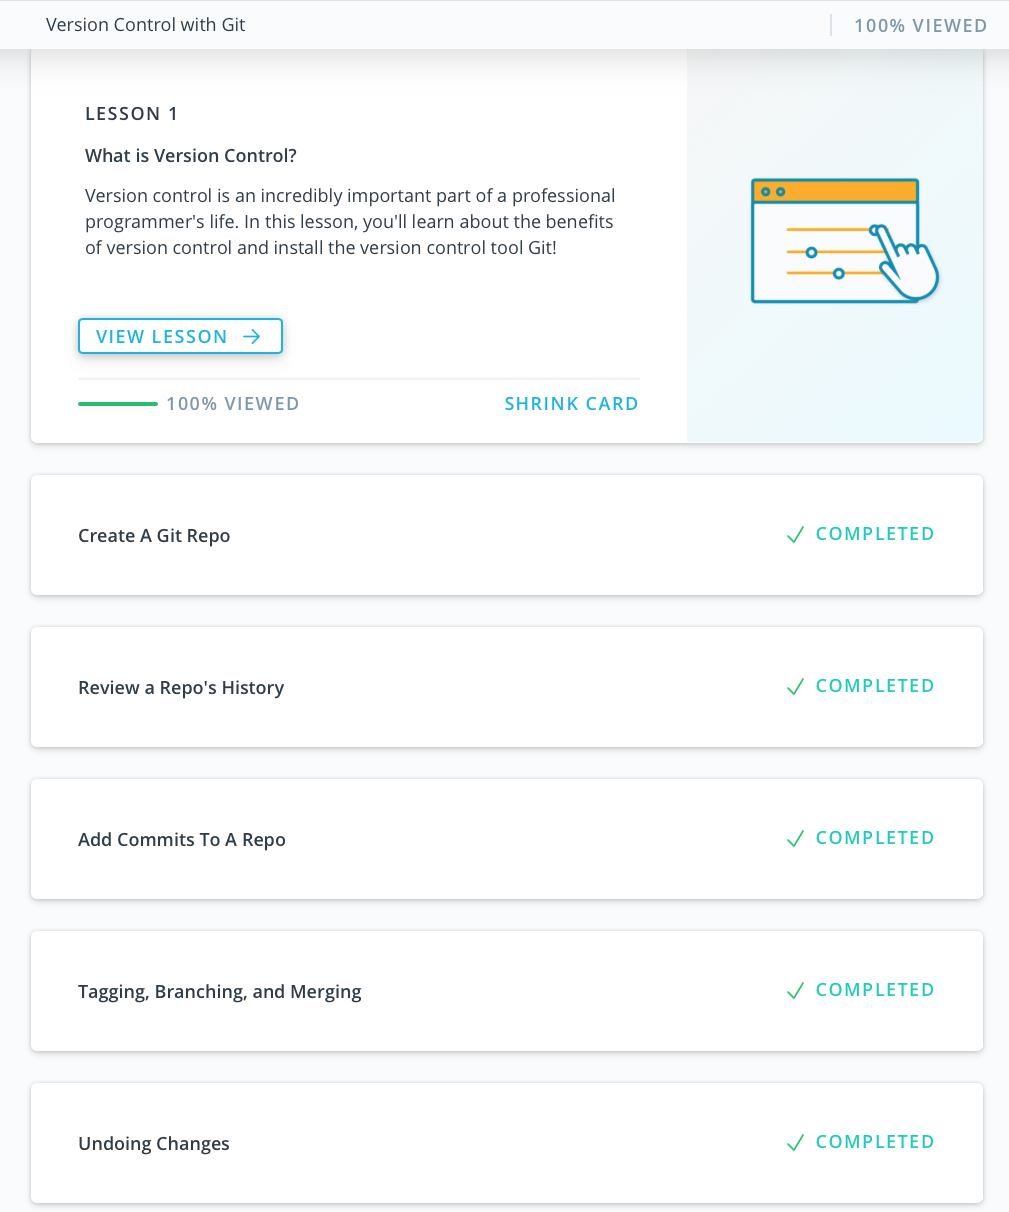 Version Control with Git
100% VIEWED
LESSON 1
What is Version Control?
Version control is an incredibly important part of a professional
programmer's life. In this lesson, you'll learn about the benefits
of version control and install the version control tool Git!
VIEW LESSON
100% VIEWED
SHRINK CARD
Create A Git Repo
COMPLETED
Review a Repo's History
COMPLETED
Add Commits To A Repo
COMPLETED
Tagging, Branching, and Merging
COMPLETED
Undoing Changes
COMPLETED